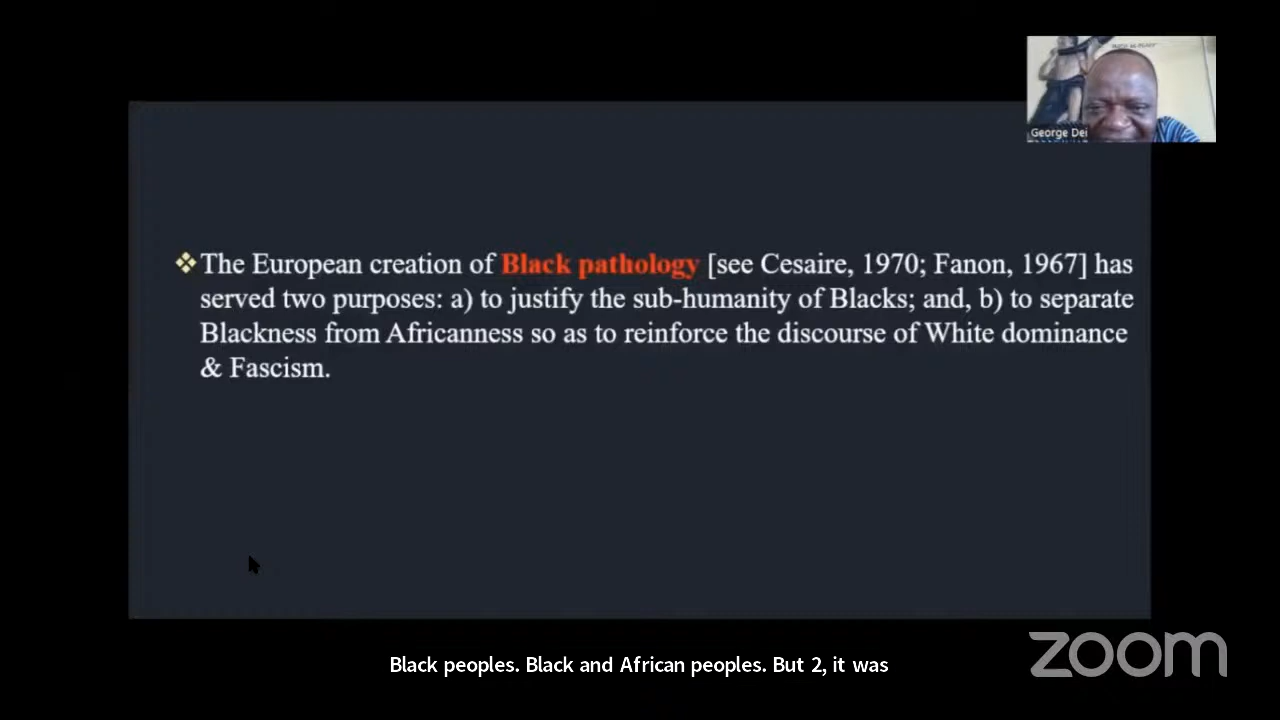 George Dei
❖The European creation of Black pathology [see Cesaire, 1970; Fanon, 1967] has
served two purposes: a) to justify the sub-humanity of Blacks; and, b) to separate
Blackness from Africanness so as to reinforce the discourse of White dominance
& Fascism.
Black peoples. Black and African peoples. But 2, it was
zoom